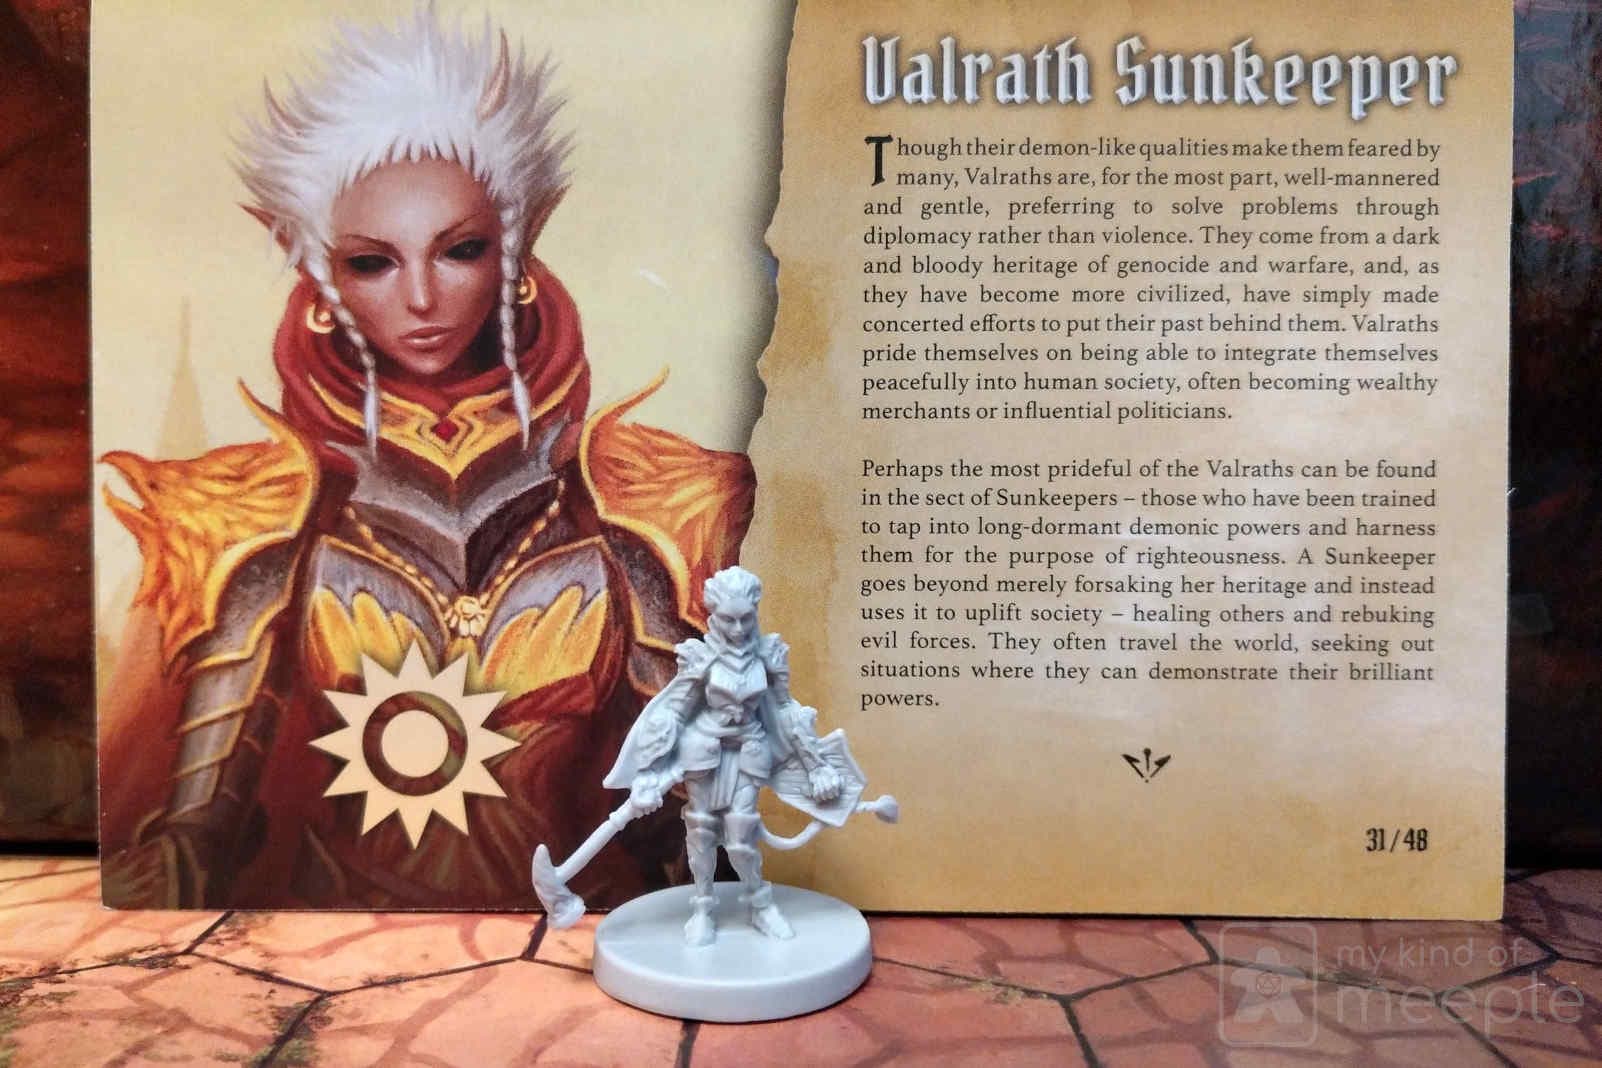 Valrath Sunkeeper
Though their demon-like qualities make them feared by
many, Valraths are, for the most part, well-mannered
and gentle, preferring to solve problems through
diplomacy rather than violence. They come from a dark
and bloody heritage of genocide and warfare, and, as
they have become more civilized, have simply made
concerted efforts to put their past behind them. Valraths
pride themselves on being able to integrate themselves
peacefully into human society, often becoming wealthy
merchants or influential politicians.
Perhaps the most prideful of the Valraths can be found
in the sect of Sunkeepers – those who have been trained
to tap into long-dormant demonic powers and harness
them for the purpose of righteousness. A Sunkeeper
goes beyond merely forsaking her heritage and instead
uses it to uplift society – healing others and rebuking
evil forces. They often travel the world, seeking out
situations where they can demonstrate their brilliant
powers.
31/48
my kind of
meeple